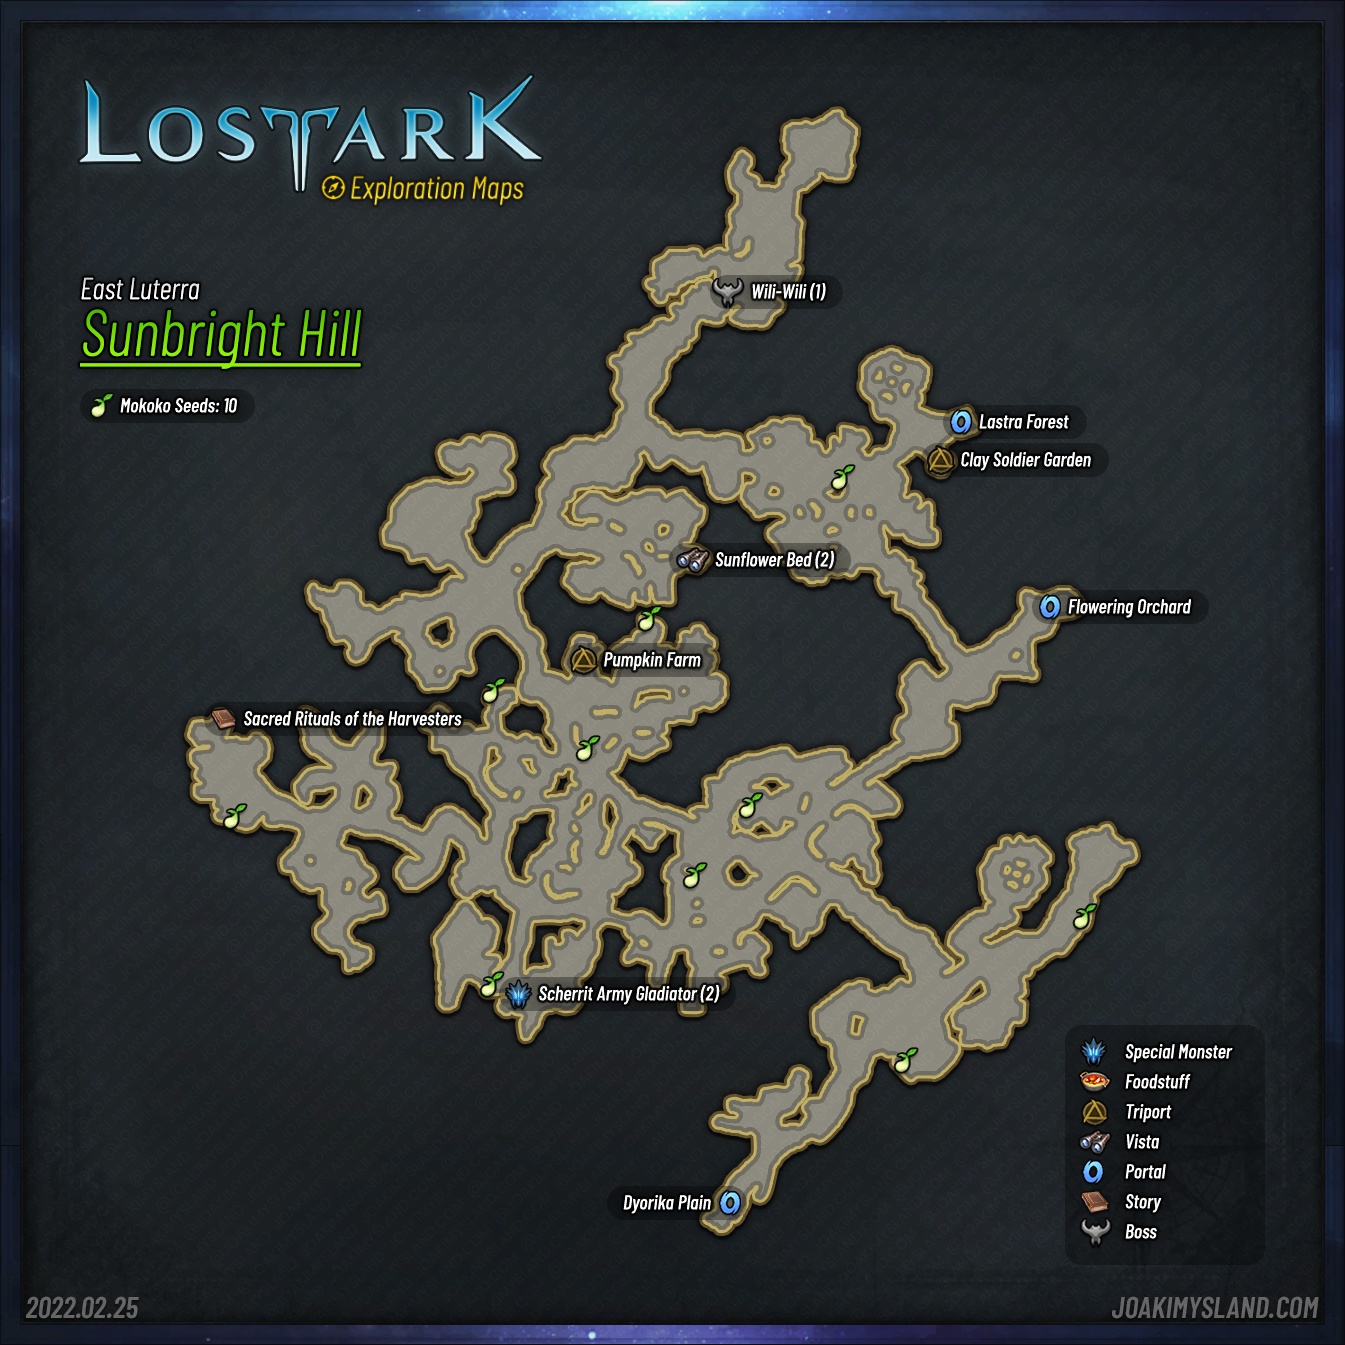 LOSTARK
Exploration Maps
East Luterra
Sunbright Hill
Mokoko Seeds: 10
Wili-Wili (1)
Lastra Forest
Clay Soldier Garden
Sunflower Bed (2)
Flowering Orchard
Pumpkin Farm
Sacred Rituals of the Harvesters
Scherrit Army Gladiator (2)
Dyorika Plain
Special Monster
Foodstuff
Triport
Vista
Portal
Story
Boss
2022.02.25
JOAKIMYSLAND.COM